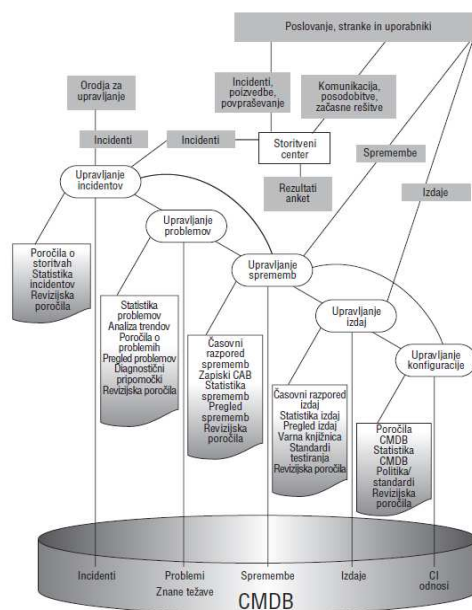 Poslovanje, stranke in uporabniki
Orodja za
upravljanje
Incidenti,
poizvedbe,
povpraševanje
Komunikacija,
posodobitve,
začasne rešitve
Incidenti
Incidenti
Storitveni
center
Spremembe
Upravljanje
incidentov
Rezultati
anket
Izdaje
Upravljanje
problemov
Poročila o
storitvah
Statistika
incidentov
Revizijska
poročila
Upravljanje
sprememb
Statistika
problemov
Analiza trendov
Poročila o
problemih
Pregled problemov
Diagnostični
pripomočki
Revizijska poročila
Upravljanje
izdaj
Časovni
razpored
sprememb
Zapiski CAB
Statistika
sprememb
Pregled
sprememb
Revizijska
poročila
Upravljanje
konfiguracije
Časovni razpored
izdaj
Statistika izdaj
Pregled izdaj
Varna knjižnica
Standardi
testiranja
Revizijska poročila
Poročila
CMDB
Statistika
CMDB
Politika/
standardi
Revizijska
poročila
Incidenti
Problemi
Znane težave
Spremembe
Izdaje
CI
odnosi
CMDB